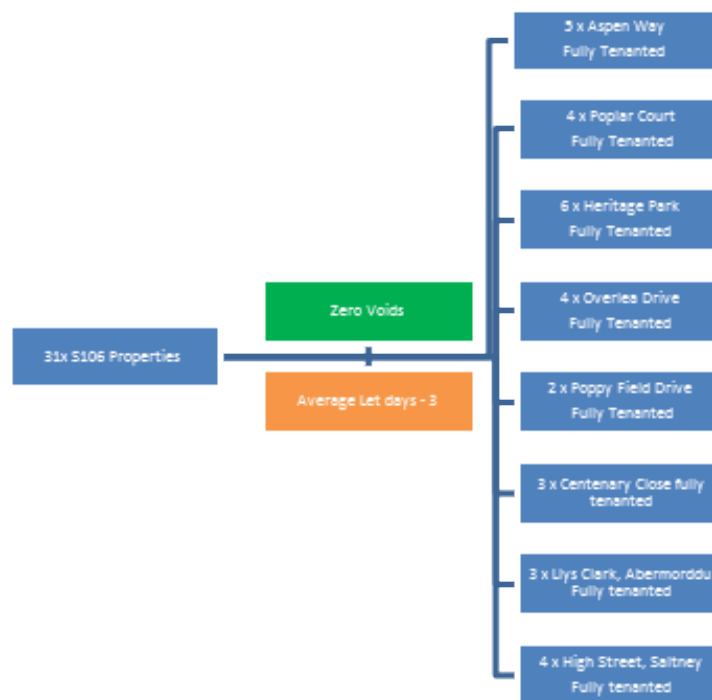 31x S106 Properties
Zero Voids
Average Let days - 3
5 x Aspen Way
Fully Tenanted
4 x Poplar Court
Fully Tenanted
6 x Heritage Park
Fully Tenanted
4 x Overlea Drive
Fully Tenanted
2 x Poppy Field Drive
Fully Tenanted
3 x Centenary Close fully
tenanted
3 x Llys Clark, Abermorddu
Fully tenanted
4 x High Street, Saltney
Fully tenanted